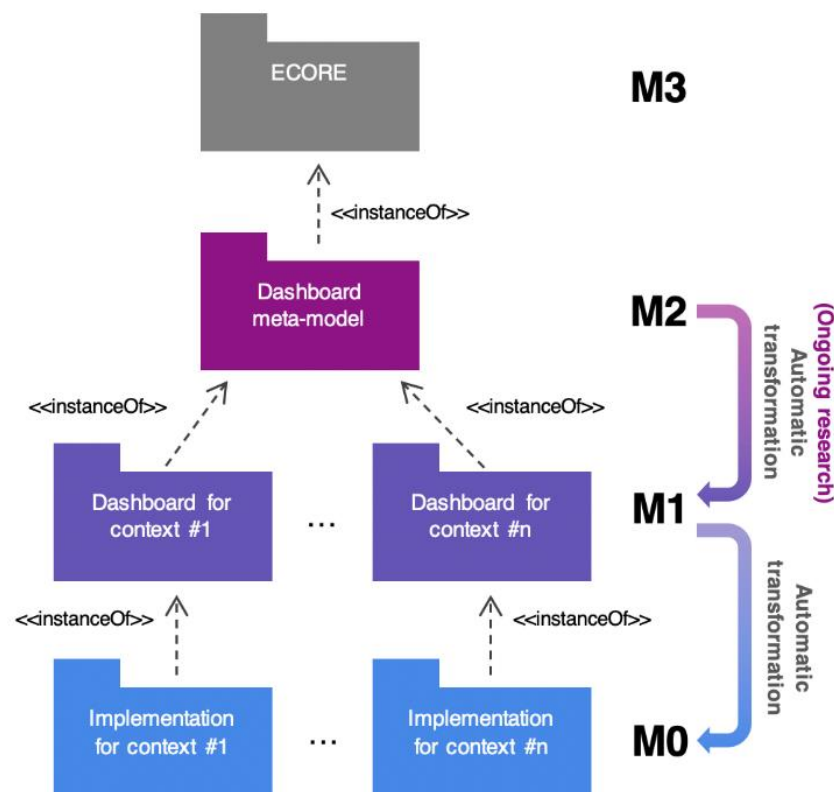 ECORE
M3
<<instanceOf>>
Dashboard
meta-model
M2
<<instanceOf>>
<<instanceOf>>
Automatic
transformation
(Ongoing research)
Dashboard for
context #1
...
Dashboard for
context #n
M1
<<instanceOf>>
<<instanceOf>>
Automatic
transformation
Implementation
for context #1
...
Implementation
for context #n
M0